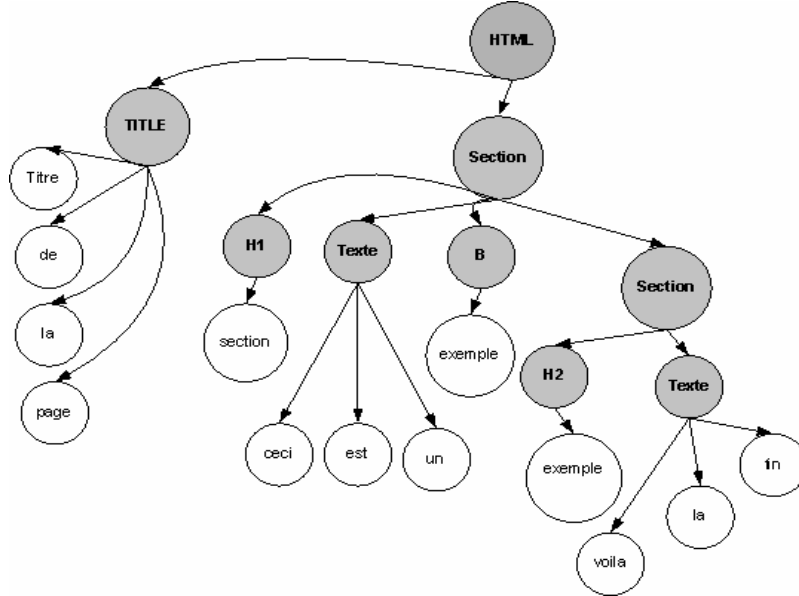 HTML
TITLE
Section
Titre
de
la
page
H1
Texte
B
Section
section
exemple
H2
Texte
ceci
est
un
exemple
fin
la
voila